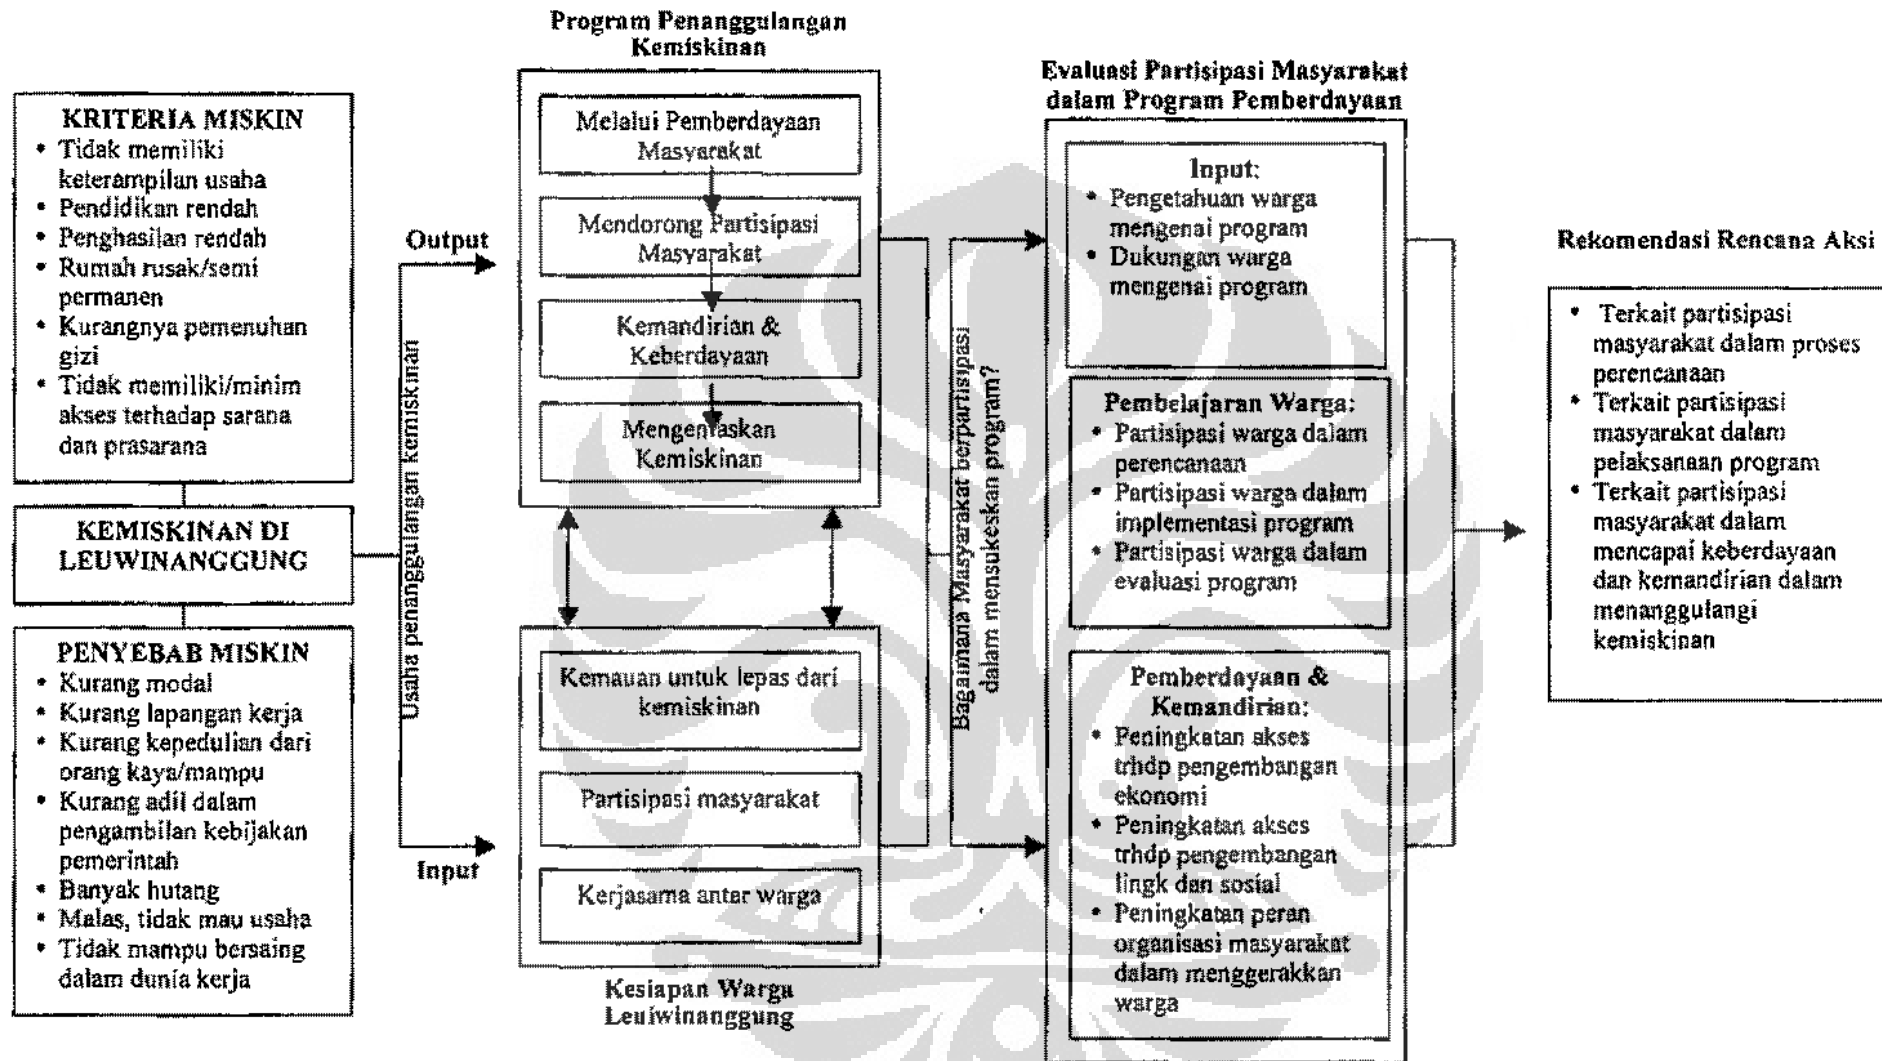 Program Penanggulangan
Kemiskinan
Evaluasi Partisipasi Masyarakat
dalam Program Pemberdayaan
KRITERIA MISKIN
• Tidak memiliki
keterampilan usaha
• Pendidikan rendah
• Penghasilan rendah
• Rumah rusak/semi
permanen
• Kurangnya pemenuhan
gizi
• Tidak memiliki/minim
akses terhadap sarana
dan prasarana
KEMISKINAN DI
LEUWINANGGUNG
PENYEBAB MISKIN
• Kurang modal
• Kurang lapangan kerja
• Kurang kepedulian dari
orang kaya/mampu
• Kurang adil dalam
pengambilan kebijakan
pemerintah
• Banyak hutang
• Malas, tidak mau usaha
• Tidak mampu bersaing
dalam dunia kerja
Usaha penanggulangan kemiskinan
Output
Input
Melalui Pemberdayaan
Masyarakat
Mendorong Partisipasi
Masyarakat
Kemandirian &
Keberdayaan
Mengentaskan
Kemiskinan
Kemauan untuk lepas dari
kemiskinan
Partisipasi masyarakat
Kerjasama antar warga
Kesiapan Warga
Leuiwinanggung
Bagaimana Masyarakat berpartisipasi
dalam mensukeskan program?
Input:
• Pengetahuan warga
mengenai program
• Dukungan warga
mengenai program
Pembelajaran Warga:
• Partisipasi warga dalam
perencanaan
• Partisipasi warga dalam
implementasi program
• Partisipasi warga dalam
evaluasi program
Pemberdayaan &
Kemandirian:
• Peningkatan akses
trhdp pengembangan
ekonomi
• Peningkatan akses
trhdp pengembangan
lingk dan sosial
• Peningkatan peran
organisasi masyarakat
dalam menggerakkan
warga
Rekomendasi Rencana Aksi
• Terkait partisipasi
masyarakat dalam proses
perencanaan
• Terkait partisipasi
masyarakat dalam
pelaksanaan program
• Terkait partisipasi
masyarakat dalam
mencapai keberdayaan
dan kemandirian dalam
menanggulangi
kemiskinan